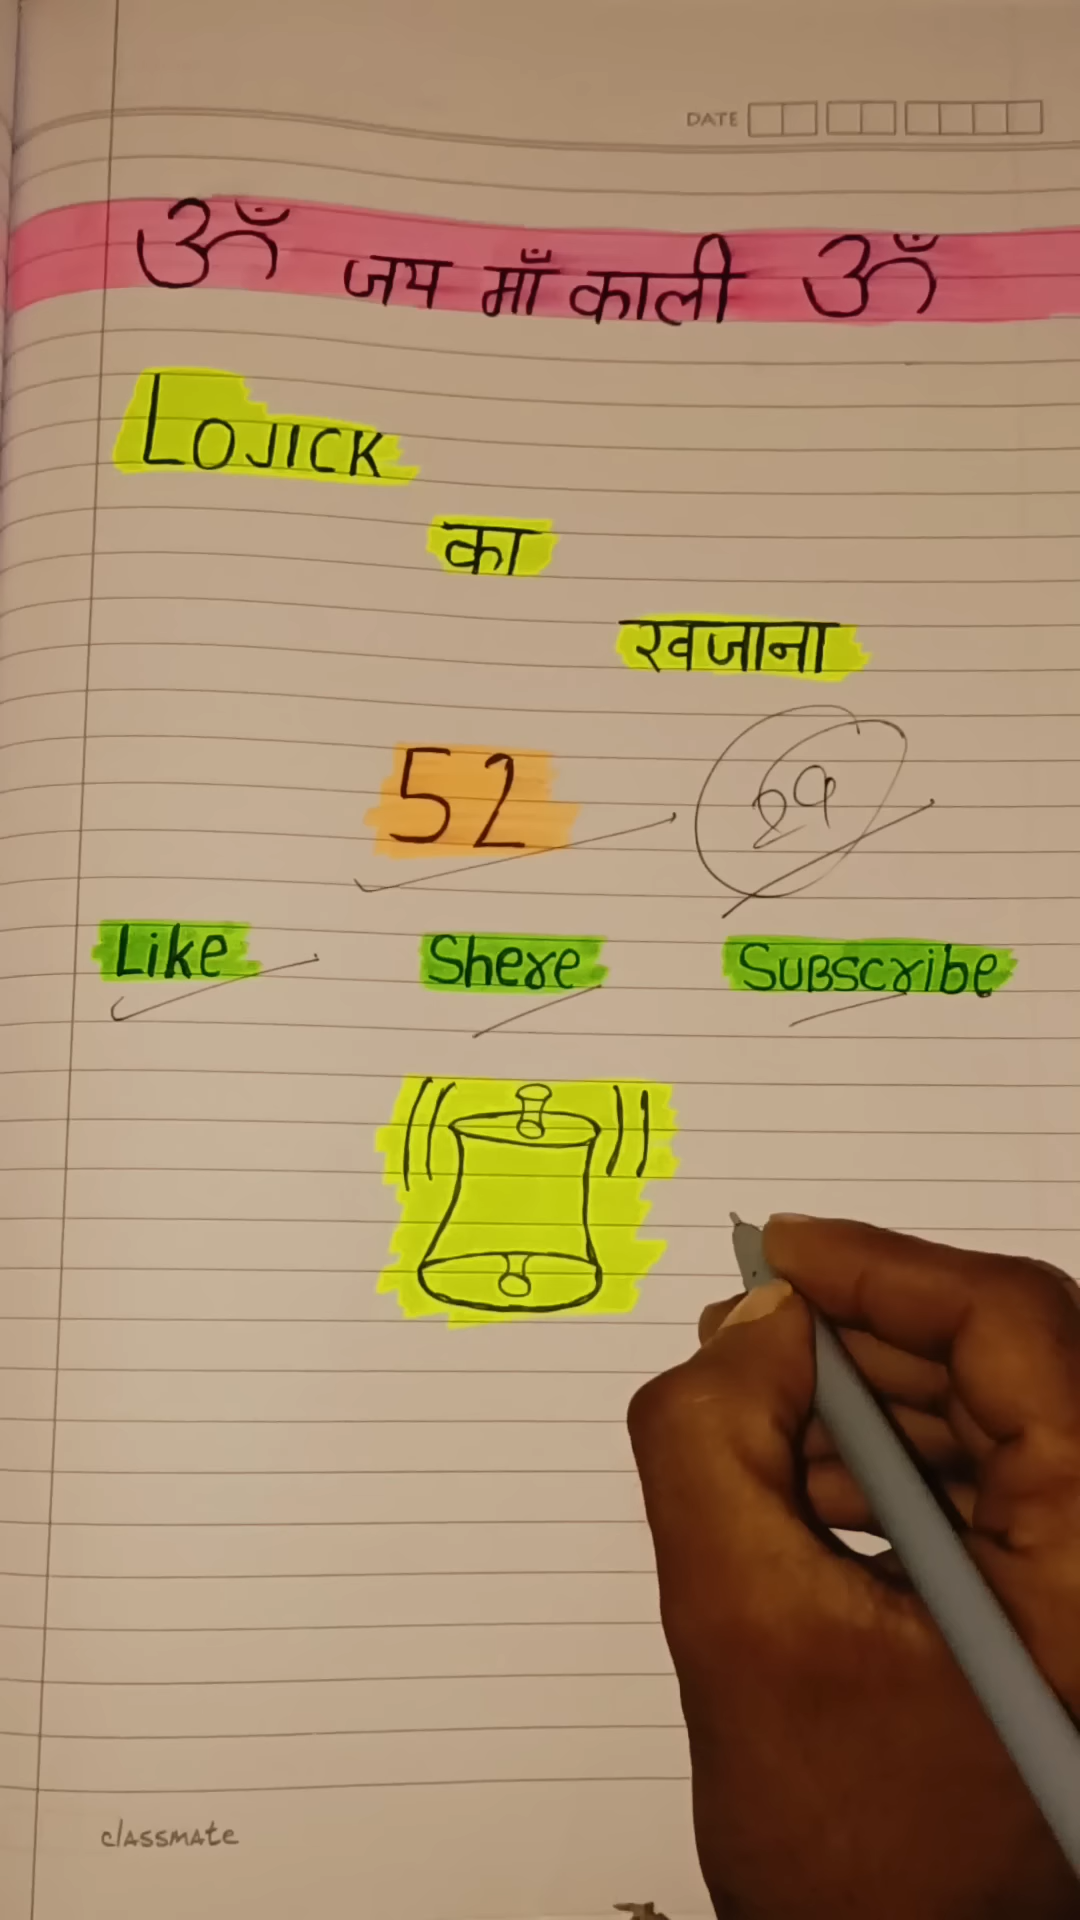 DATE
ॐ जय माँ काली ॐ
LOJICK
का
खजाना
52
Like Shere Subscribe
classmate